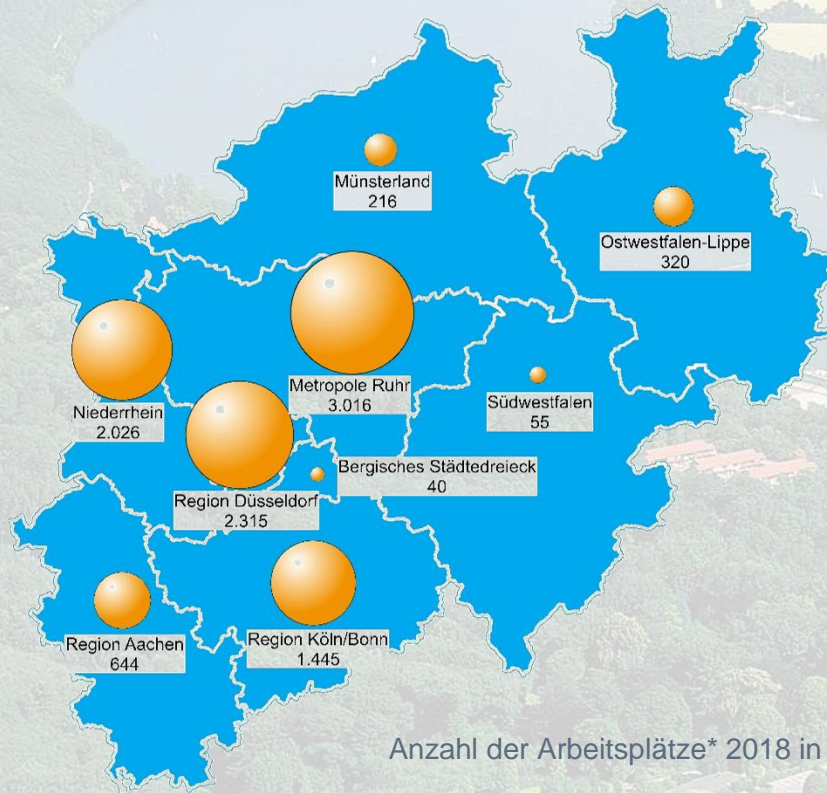 Münsterland
216
Ostwestfalen-Lippe
320
Metropole Ruhr
3.016
Niederrhein
2.026
Südwestfalen
55
Bergisches Städtedreieck
40
Region Düsseldorf
2.315
Region Aachen
644
Region Köln/Bonn
1.445
Anzahl der Arbeitsplätze* 2018 in